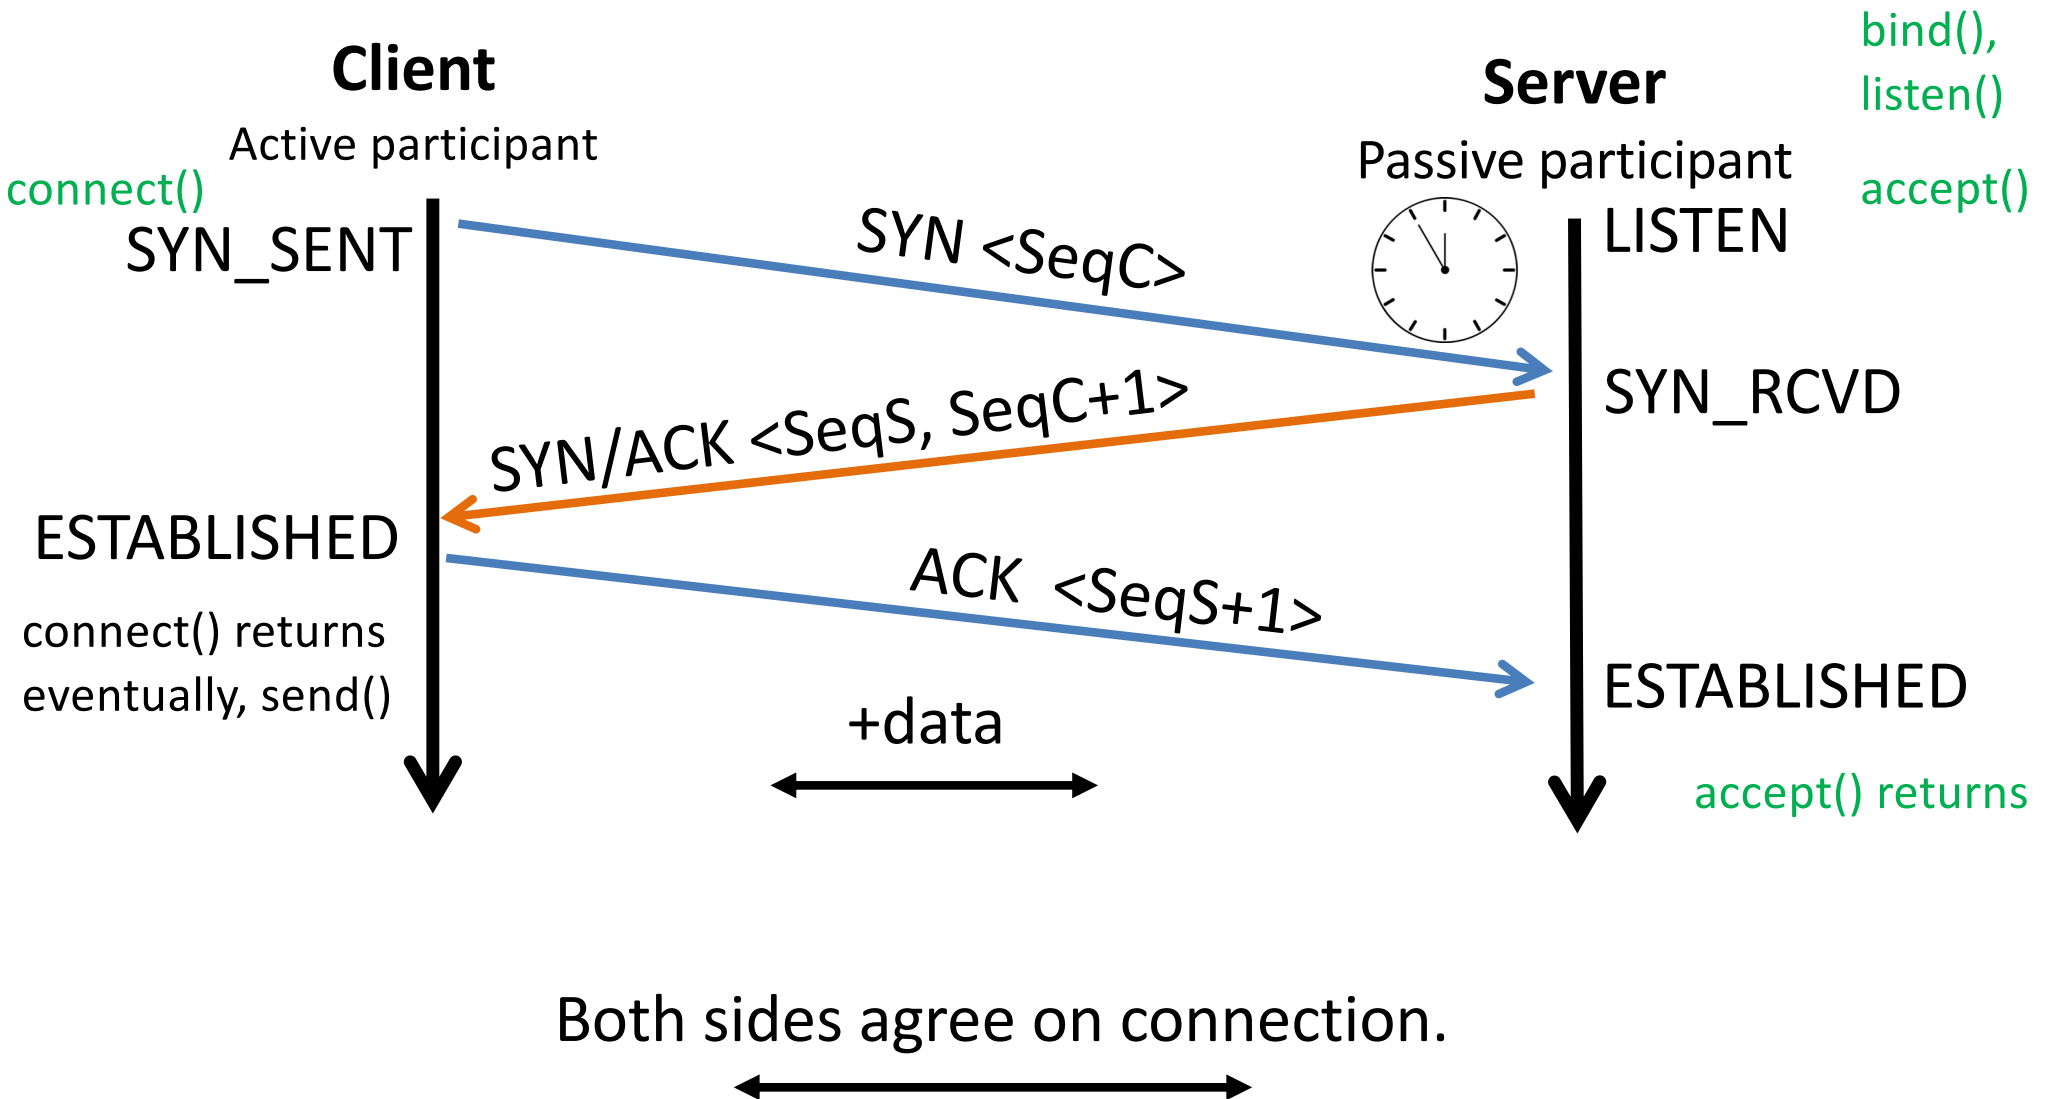 Client
Active participant
connect()
SYN_SENT
Server
Passive participant
bind(),
listen()
accept()
LISTEN
SYN <SeqC>
SYN_RCVD
SYN/ACK <SeqS, SeqC+1>
ESTABLISHED
connect() returns
eventually, send()
ACK <SeqS+1>
ESTABLISHED
+data
accept() returns
Both sides agree on connection.